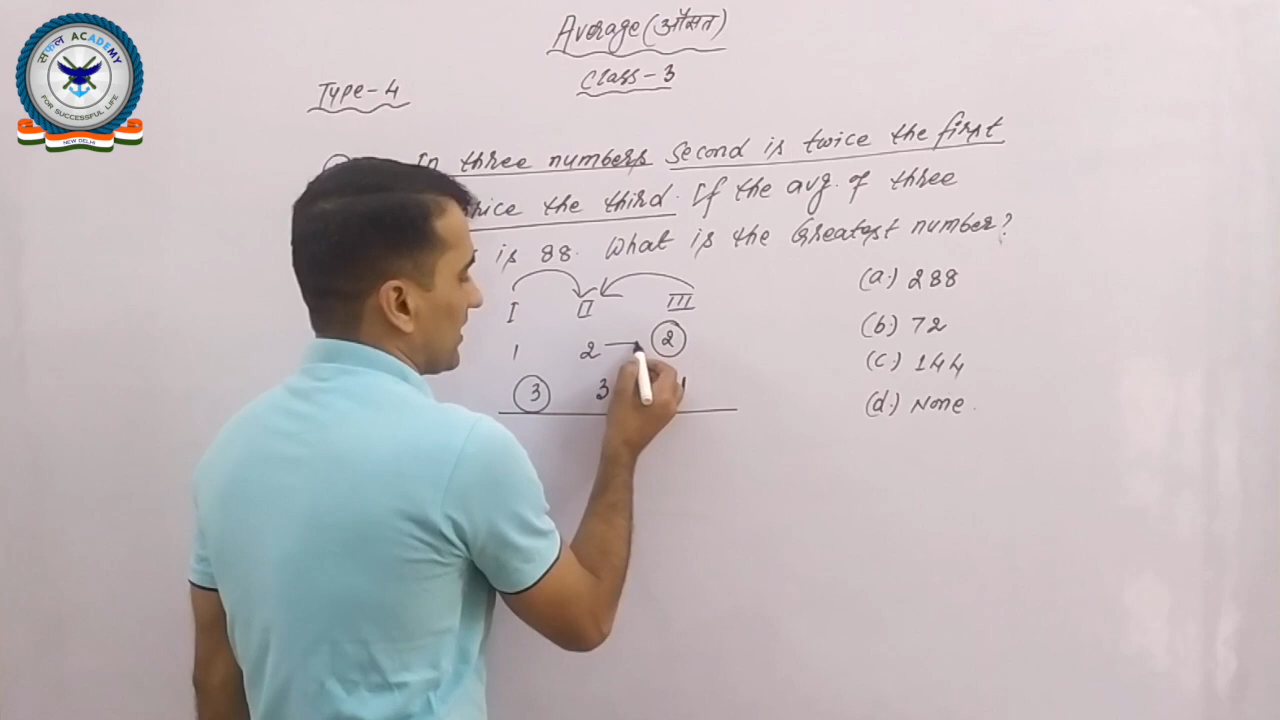 सफल ACADEMY
FOR SUCCESSFUL LIFE
NEW DELHI
Average (औसत)
Class-3
Type-4
In three numbers second is twice the first
the third. If the avg. of three
is 88. What is the Greatest number?
I II III
1 2 2
3 3 1
(a.) 288
(b.) 72
(c.) 144
(d.) None.